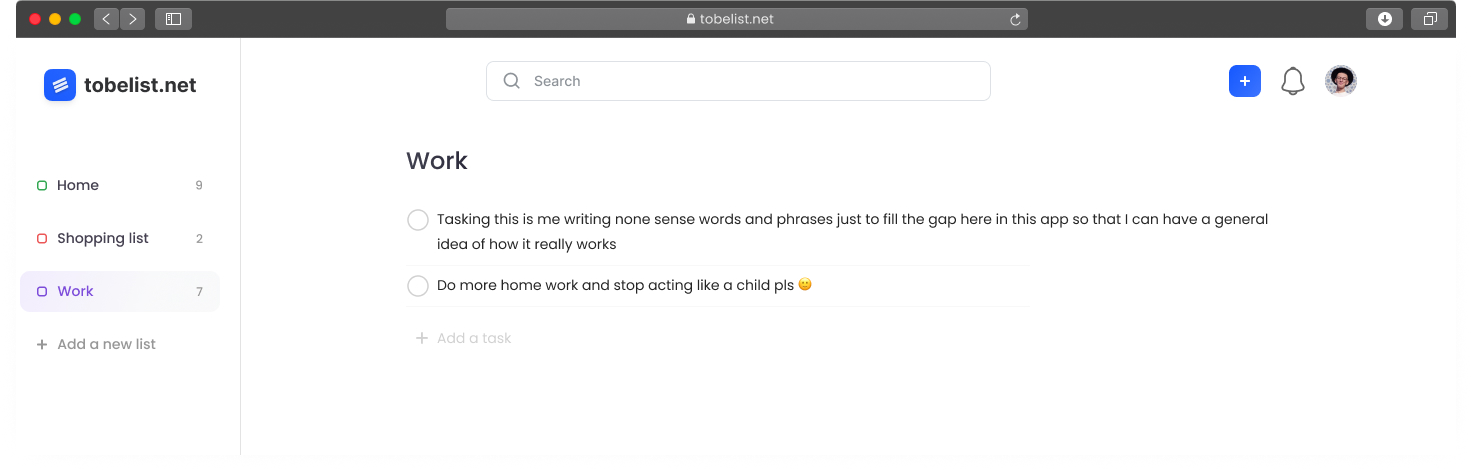 tobelist.net
tobelist.net
Search
Home 9
Shopping list 2
Work 7
Add a new list
Work
Tasking this is me writing none sense words and phrases just to fill the gap here in this app so that I can have a general
idea of how it really works
Do more home work and stop acting like a child pls 🙂
Add a task